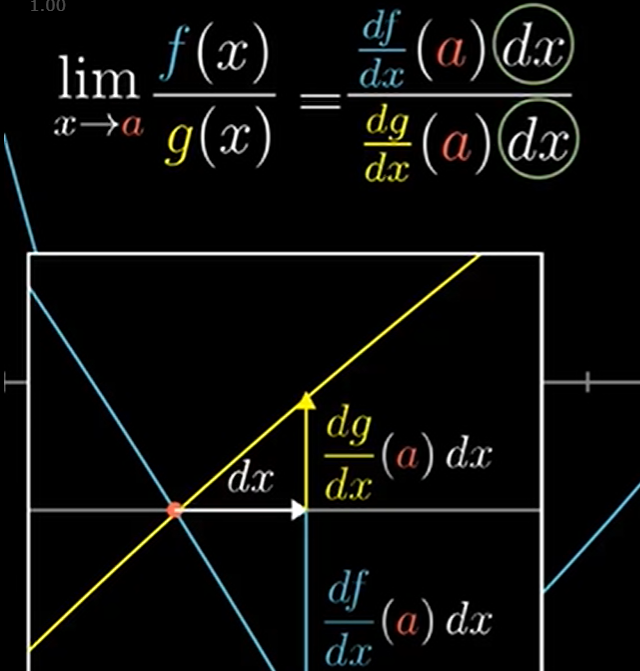 1.00
lim x→a f(x)/g(x) = df/dx (a) dx / dg/dx (a) dx
dg/dx (a) dx
dx
df/dx (a) dx